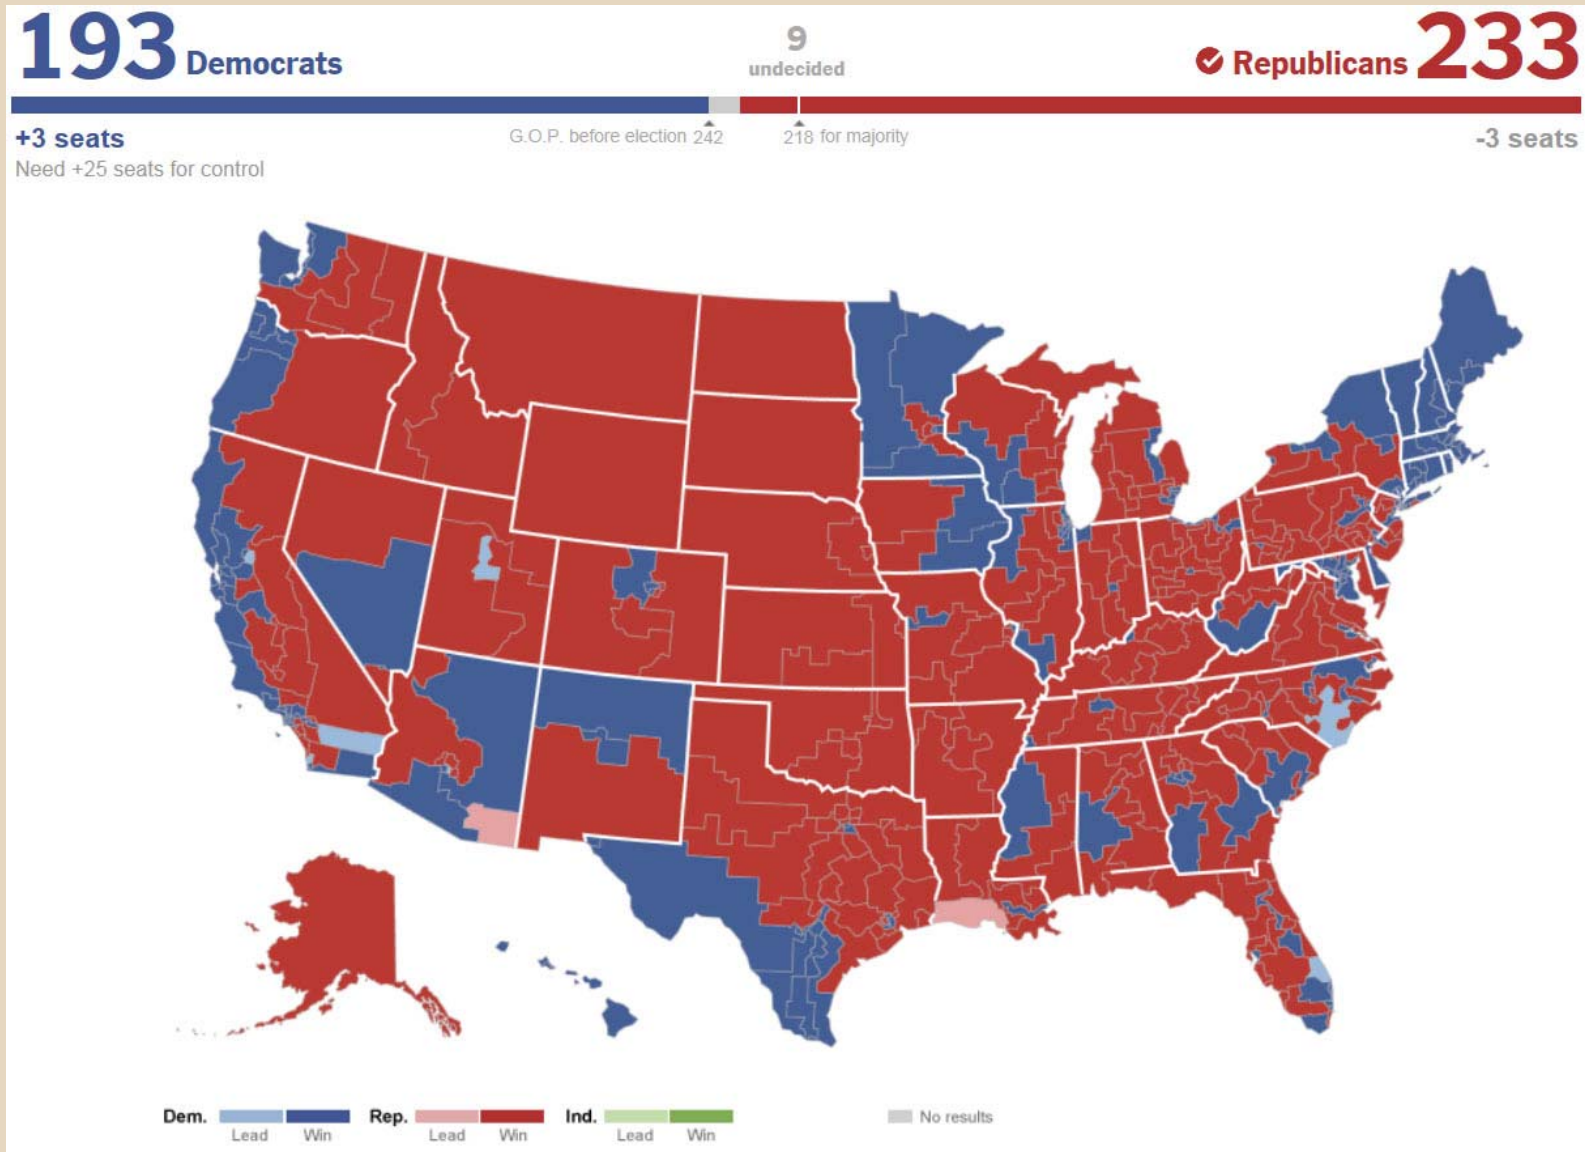 193 Democrats
9
undecided
Republicans 233
+3 seats
G.O.P. before election 242
218 for majority
-3 seats
Need +25 seats for control
Dem.
Lead
Win
Rep.
Lead
Win
Ind.
Lead
Win
No results